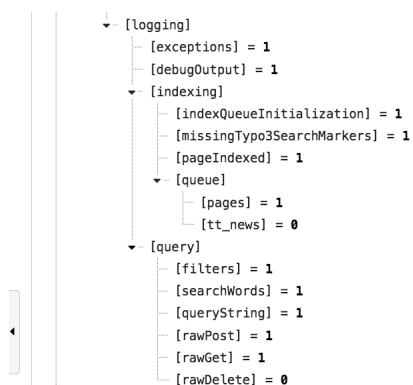 [logging]
[exceptions] = 1
[debugOutput] = 1
[indexing]
[indexQueueInitialization] = 1
[missingTypo3SearchMarkers] = 1
[pageIndexed] = 1
[queue]
[pages] = 1
[tt_news] = 0
[query]
[filters] = 1
[searchWords] = 1
[queryString] = 1
[rawPost] = 1
[rawGet] = 1
[rawDelete] = 0